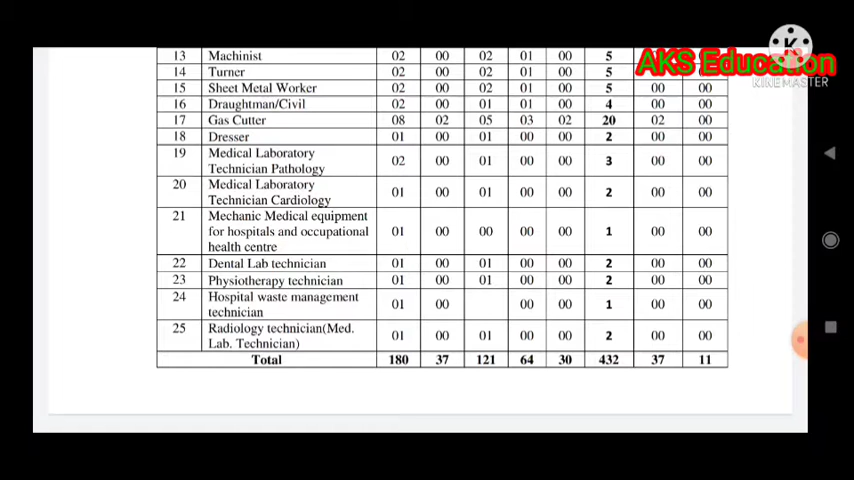 13 Machinist 02 00 02 01 00 5
14 Turner 02 00 02 01 00 5
15 Sheet Metal Worker 02 00 02 01 00 5 00 00
16 Draughtman/Civil 02 00 01 01 00 4 00 00
17 Gas Cutter 08 02 05 03 02 20 02 00
18 Dresser 01 00 01 00 00 2 00 00
19 Medical Laboratory
Technician Pathology 02 00 01 00 00 3 00 00
20 Medical Laboratory
Technician Cardiology 01 00 01 00 00 2 00 00
21 Mechanic Medical equipment
for hospitals and occupational 01 00 00 00 00 1 00 00
health centre
22 Dental Lab technician 01 00 01 00 00 2 00 00
23 Physiotherapy technician 01 00 01 00 00 2 00 00
24 Hospital waste management
technician 01 00 00 00 1 00 00
25 Radiology technician(Med.
Lab. Technician) 01 00 01 00 00 2 00 00
Total 180 37 121 64 30 432 37 11
AKS Education
K
KINEMASTER